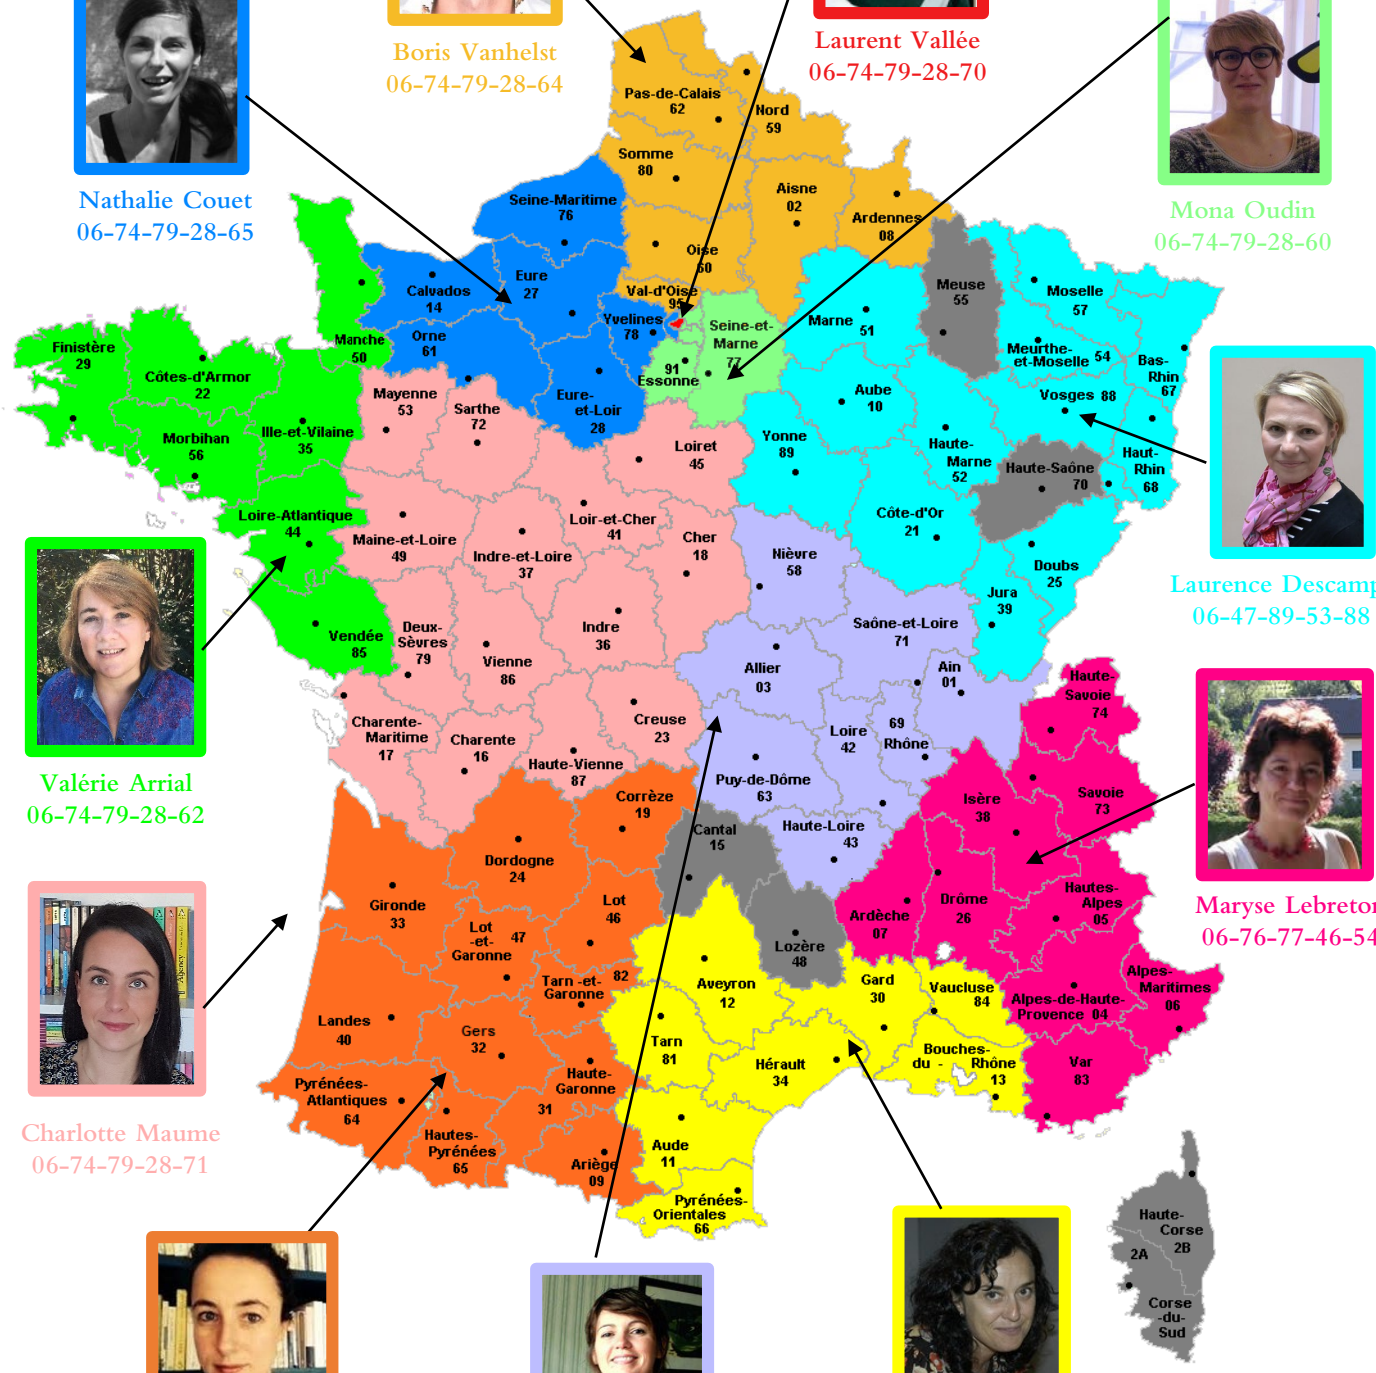 Boris Vanhelst
06-74-79-28-64
Laurent Vallée
06-74-79-28-70
Nathalie Couet
06-74-79-28-65
Mona Oudin
06-74-79-28-60
Pas-de-Calais
62
Nord
59
Somme
80
Aisne
02
Ardennes
08
Seine-Maritime
76
Oise
60
Eure
27
Calvados
14
Val-d'Oise
95
Meuse
55
Moselle
57
Manche
50
Orne
61
Yvelines
78
Seine-et-
Marne
77
Marne
51
Meurthe-
et-Moselle
54
Bas-
Rhin
67
Finistère
29
Côtes-d'Armor
22
91
Essonne
Mayenne
53
Sarthe
72
Eure-
et-Loir
28
Aube
10
Vosges 88
Morbihan
56
Ille-et-Vilaine
35
Loiret
45
Yonne
89
Haute-
Marne
52
Haute-Saône
70
Haut-
Rhin
68
Loire-Atlantique
44
Maine-et-Loire
49
Indre-et-Loire
37
Loir-et-Cher
41
Cher
18
Côte-d'Or
21
Nièvre
58
Doubs
25
Jura
39
Laurence Descamp
06-47-89-53-88
Vendée
85
Deux-
Sèvres
79
Vienne
86
Indre
36
Saône-et-Loire
71
Allier
03
Ain
01
Haute-
Savoie
74
Charente-
Maritime
17
Charente
16
Haute-Vienne
87
Creuse
23
Loire
42
69
Rhône
Puy-de-Dôme
63
Isère
38
Savoie
73
Valérie Arrial
06-74-79-28-62
Corrèze
19
Cantal
15
Haute-Loire
43
Dordogne
24
Gironde
33
Lot
46
Lot
-et-
Garonne
47
Ardèche
07
Drôme
26
Hautes-
Alpes
05
Maryse Lebreton
06-76-77-46-54
Lozère
48
Tarn -et-
Garonne
82
Aveyron
12
Gard
30
Vaucluse
84
Alpes-de-Haute-
Provence 04
Alpes-
Maritimes
06
Landes
40
Gers
32
Tarn
81
Hérault
34
Bouches-
du - Rhône
13
Var
83
Pyrénées-
Atlantiques
64
Haute-
Garonne
31
Hautes-
Pyrénées
65
Ariège
09
Aude
11
Pyrénées-
Orientales
66
Charlotte Maume
06-74-79-28-71
Haute-
Corse
2B
2A
Corse
-du-
Sud